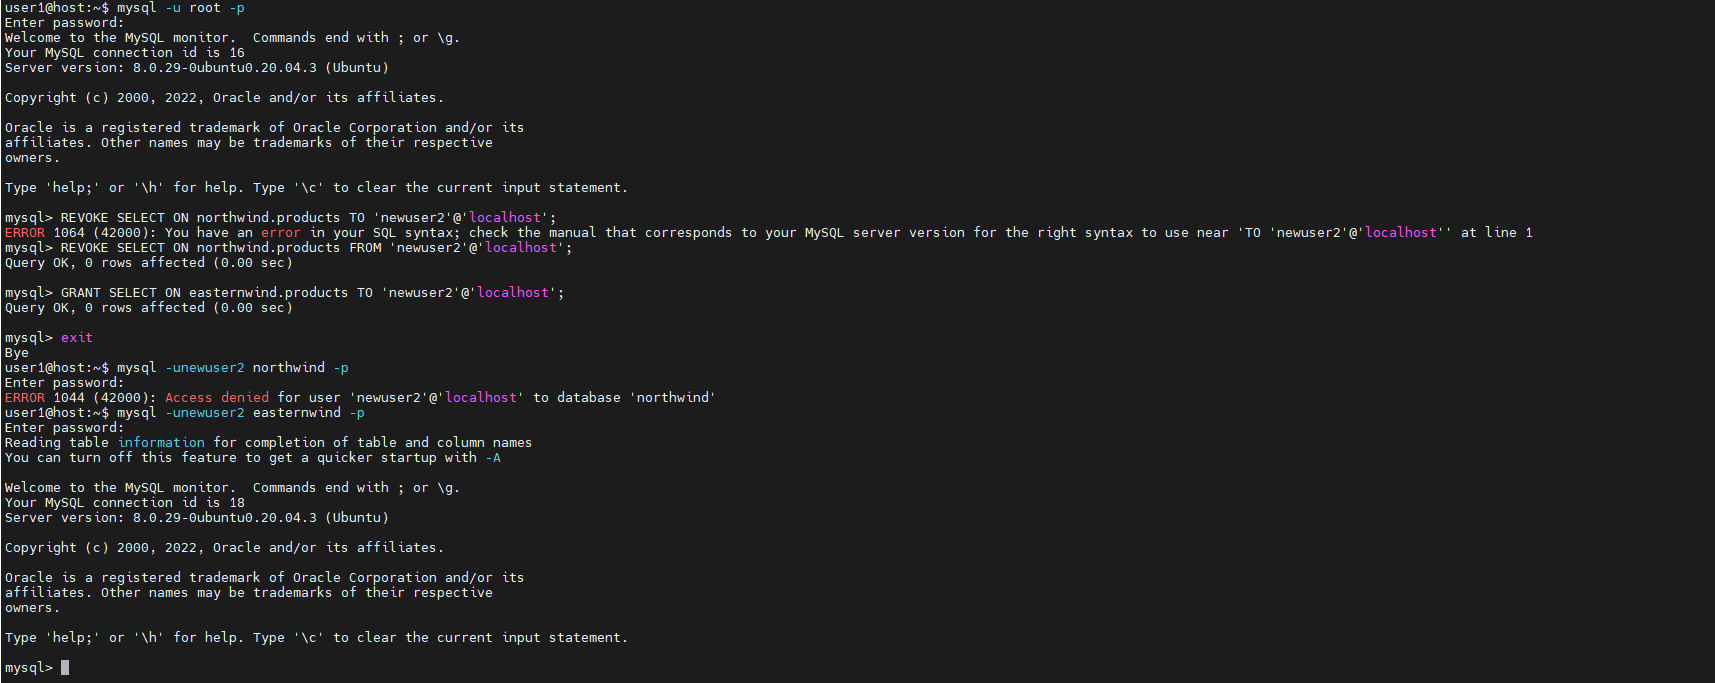 user1@host:~$ mysql -u root -p
Enter password:
Welcome to the MySQL monitor.  Commands end with ; or \g.
Your MySQL connection id is 16
Server version: 8.0.29-0ubuntu0.20.04.3 (Ubuntu)

Copyright (c) 2000, 2022, Oracle and/or its affiliates.

Oracle is a registered trademark of Oracle Corporation and/or its
affiliates. Other names may be trademarks of their respective
owners.

Type 'help;' or '\h' for help. Type '\c' to clear the current input statement.

mysql> REVOKE SELECT ON northwind.products TO 'newuser2'@'localhost';
ERROR 1064 (42000): You have an error in your SQL syntax; check the manual that corresponds to your MySQL server version for the right syntax to use near 'TO 'newuser2'@'localhost'' at line 1
mysql> REVOKE SELECT ON northwind.products FROM 'newuser2'@'localhost';
Query OK, 0 rows affected (0.00 sec)

mysql> GRANT SELECT ON easternwind.products TO 'newuser2'@'localhost';
Query OK, 0 rows affected (0.00 sec)

mysql> exit
Bye
user1@host:~$ mysql -unewuser2 northwind -p
Enter password:
ERROR 1044 (42000): Access denied for user 'newuser2'@'localhost' to database 'northwind'
user1@host:~$ mysql -unewuser2 easternwind -p
Enter password:
Reading table information for completion of table and column names
You can turn off this feature to get a quicker startup with -A

Welcome to the MySQL monitor.  Commands end with ; or \g.
Your MySQL connection id is 18
Server version: 8.0.29-0ubuntu0.20.04.3 (Ubuntu)

Copyright (c) 2000, 2022, Oracle and/or its affiliates.

Oracle is a registered trademark of Oracle Corporation and/or its
affiliates. Other names may be trademarks of their respective
owners.

Type 'help;' or '\h' for help. Type '\c' to clear the current input statement.

mysql>